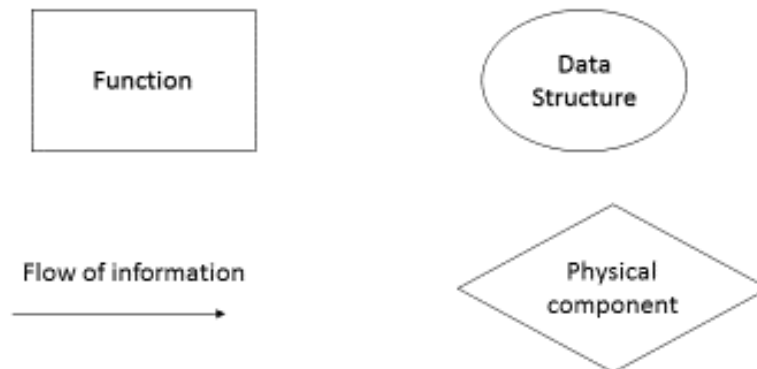 Function
Data
Structure
Flow of information
Physical
component